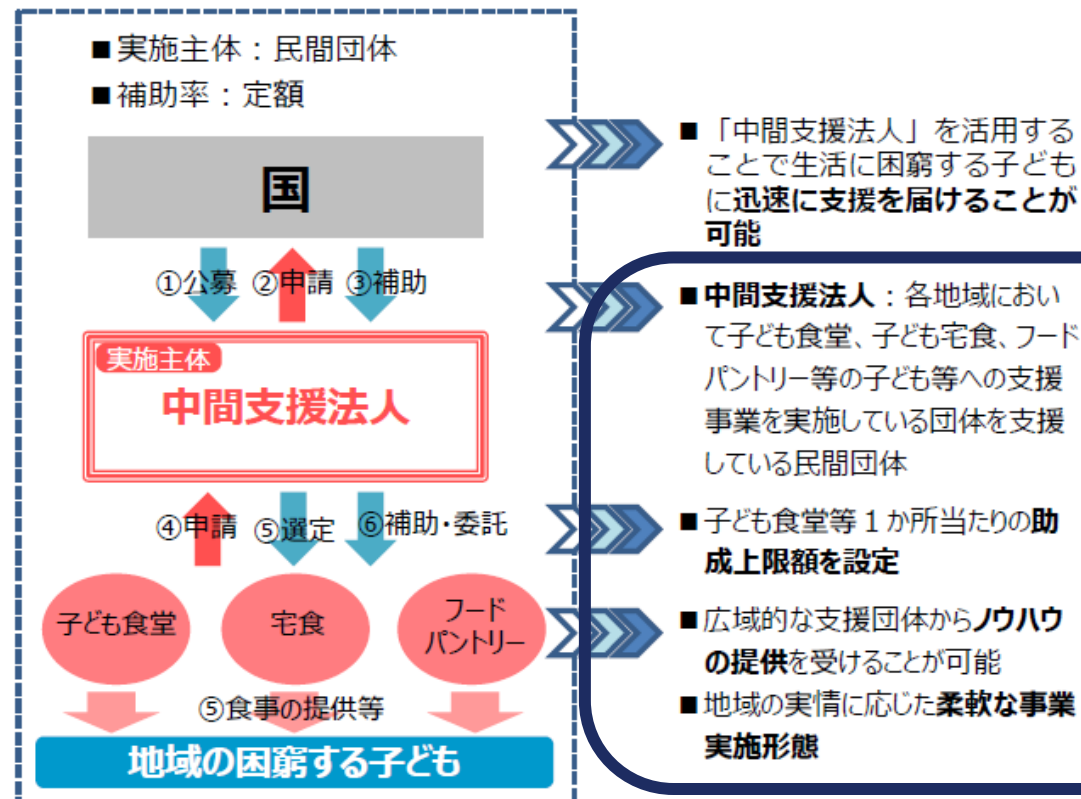 ■実施主体：民間団体
■補助率：定額
国
①公募 ②申請 ③補助
実施主体
中間支援法人
④申請 ⑤選定 ⑥補助・委託
子ども食堂
宅食
フード
パントリー
⑤食事の提供等
地域の困窮する子ども
■「中間支援法人」を活用する
ことで生活に困窮する子ども
に迅速に支援を届けることが
可能
■中間支援法人：各地域におい
て子ども食堂、子ども宅食、フード
パントリー等の子ども等への支援
事業を実施している団体を支援
している民間団体
■子ども食堂等１か所当たりの助
成上限額を設定
■広域的な支援団体からノウハウ
の提供を受けることが可能
■地域の実情に応じた柔軟な事業
実施形態